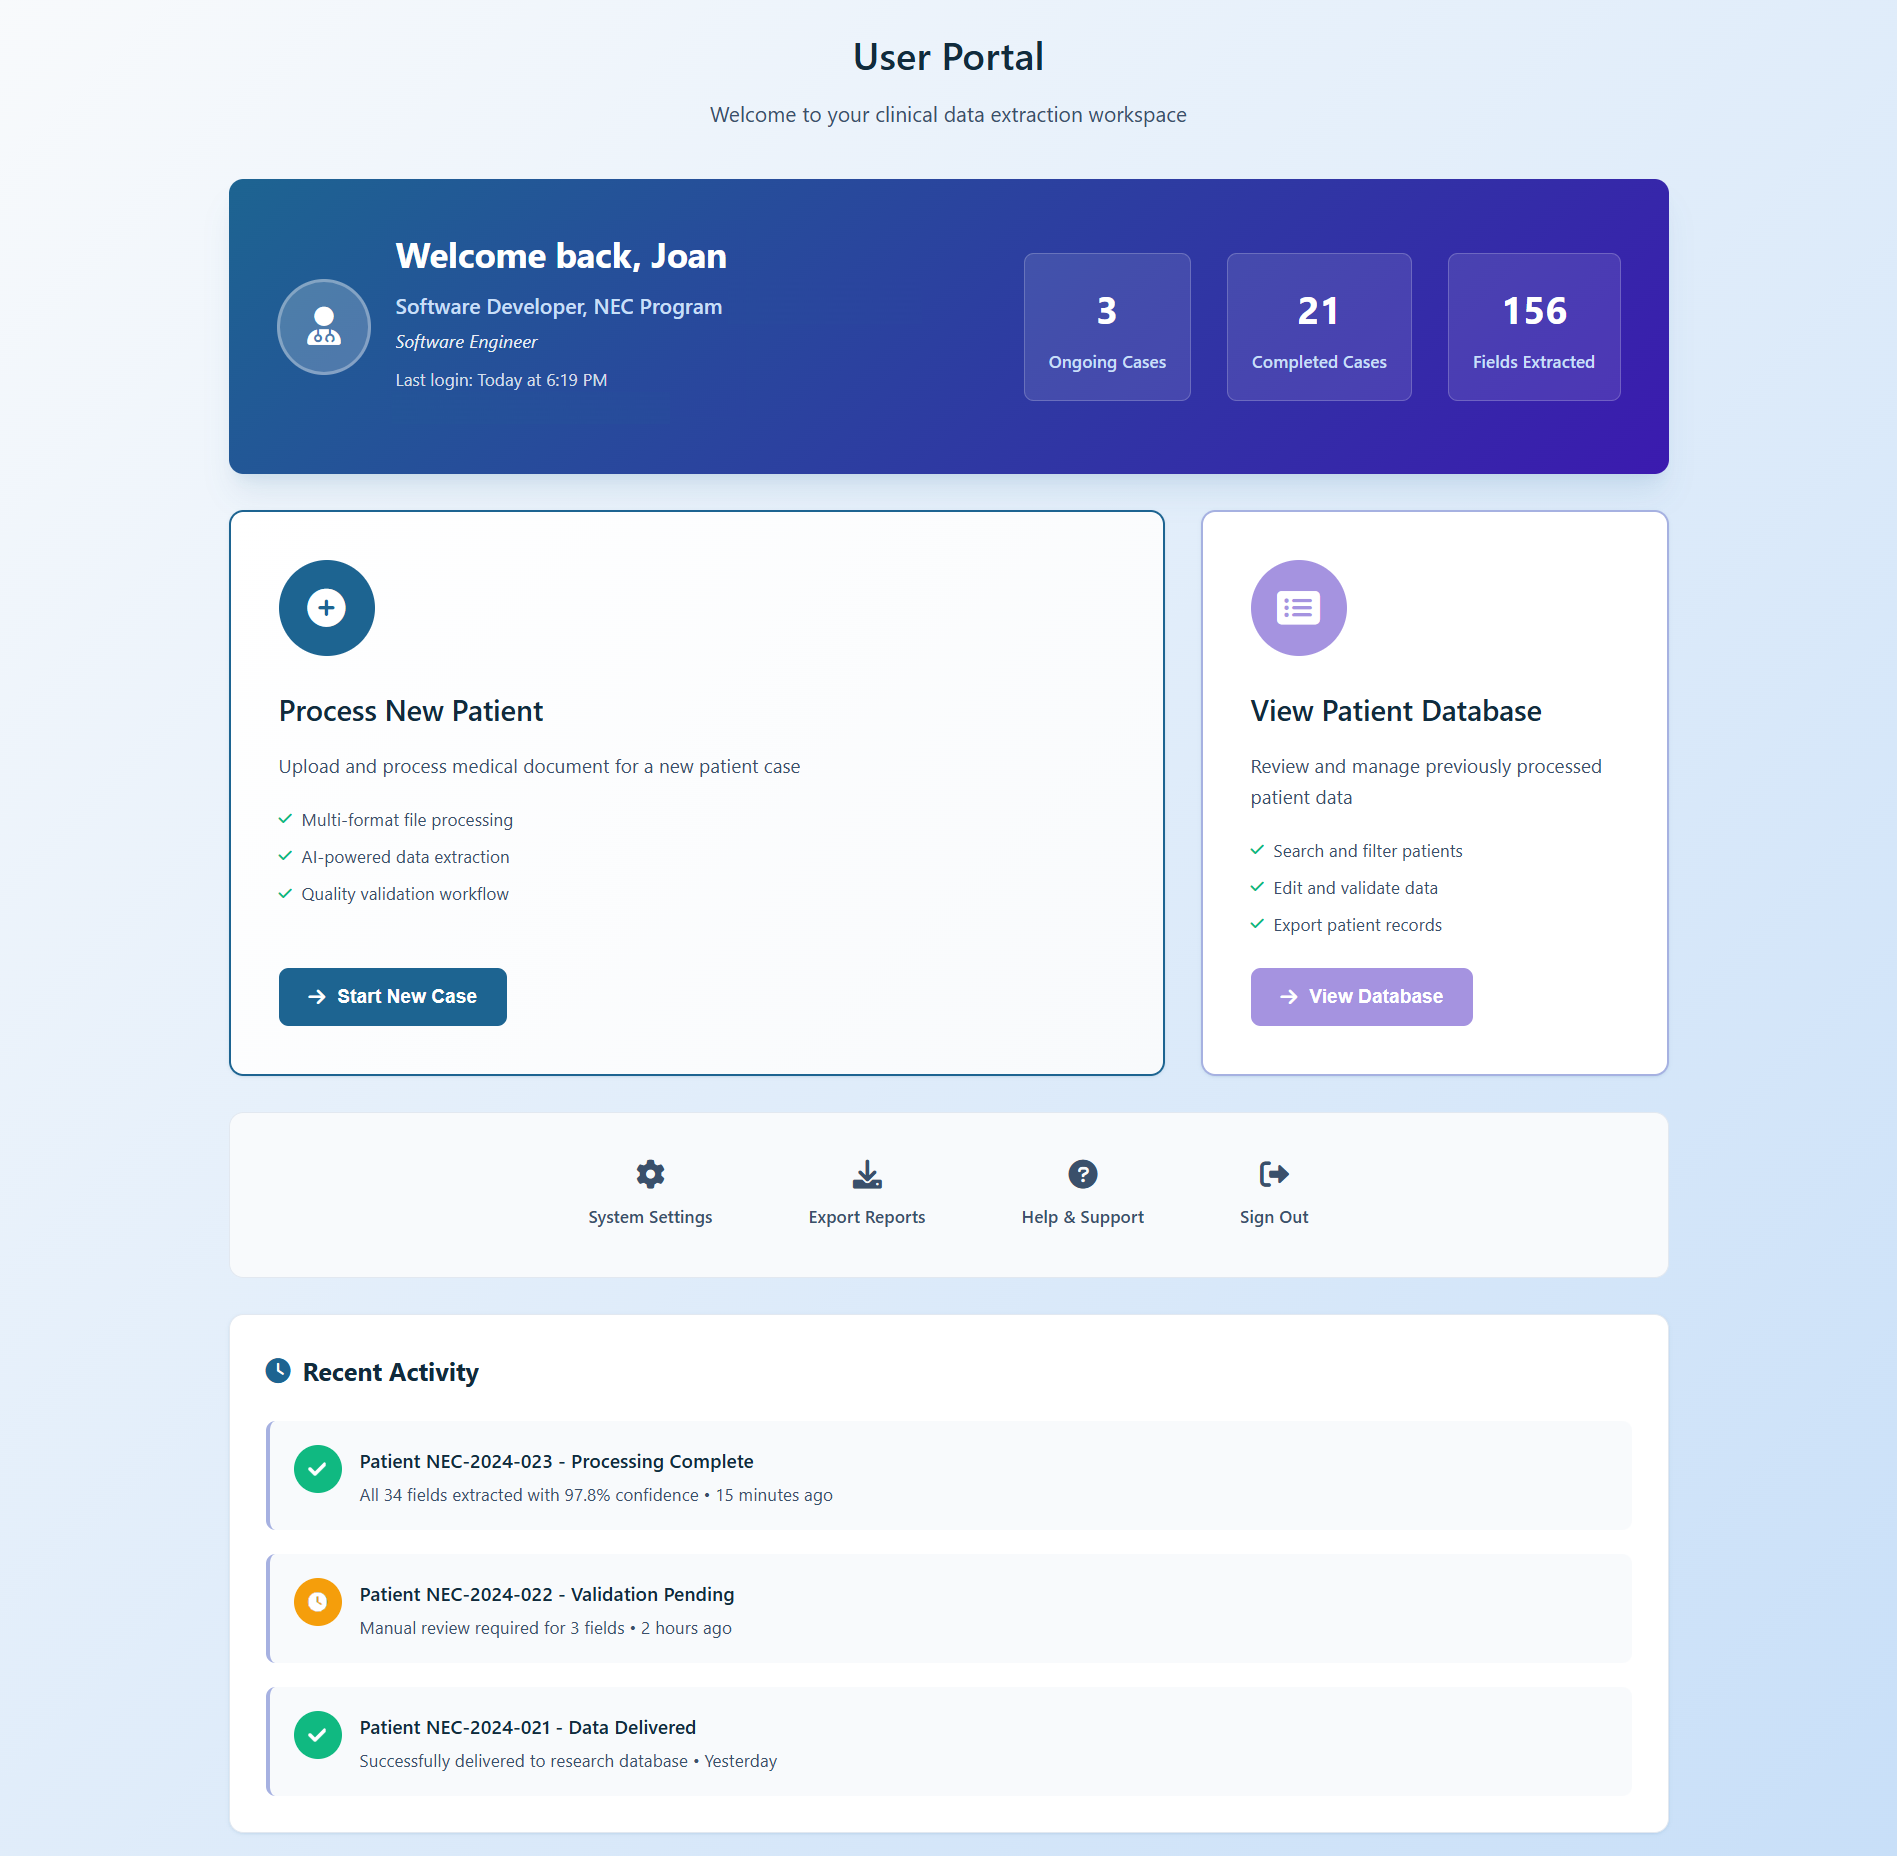 User Portal
Welcome to your clinical data extraction workspace
Welcome back, Joan
Software Developer, NEC Program
Software Engineer
Last login: Today at 6:19 PM
3
Ongoing Cases
21
Completed Cases
156
Fields Extracted
Process New Patient
Upload and process medical document for a new patient case
Multi-format file processing
AI-powered data extraction
Quality validation workflow
Start New Case
View Patient Database
Review and manage previously processed
patient data
Search and filter patients
Edit and validate data
Export patient records
View Database
System Settings
Export Reports
Help & Support
Sign Out
Recent Activity
Patient NEC-2024-023 - Processing Complete
All 34 fields extracted with 97.8% confidence • 15 minutes ago
Patient NEC-2024-022 - Validation Pending
Manual review required for 3 fields • 2 hours ago
Patient NEC-2024-021 - Data Delivered
Successfully delivered to research database • Yesterday